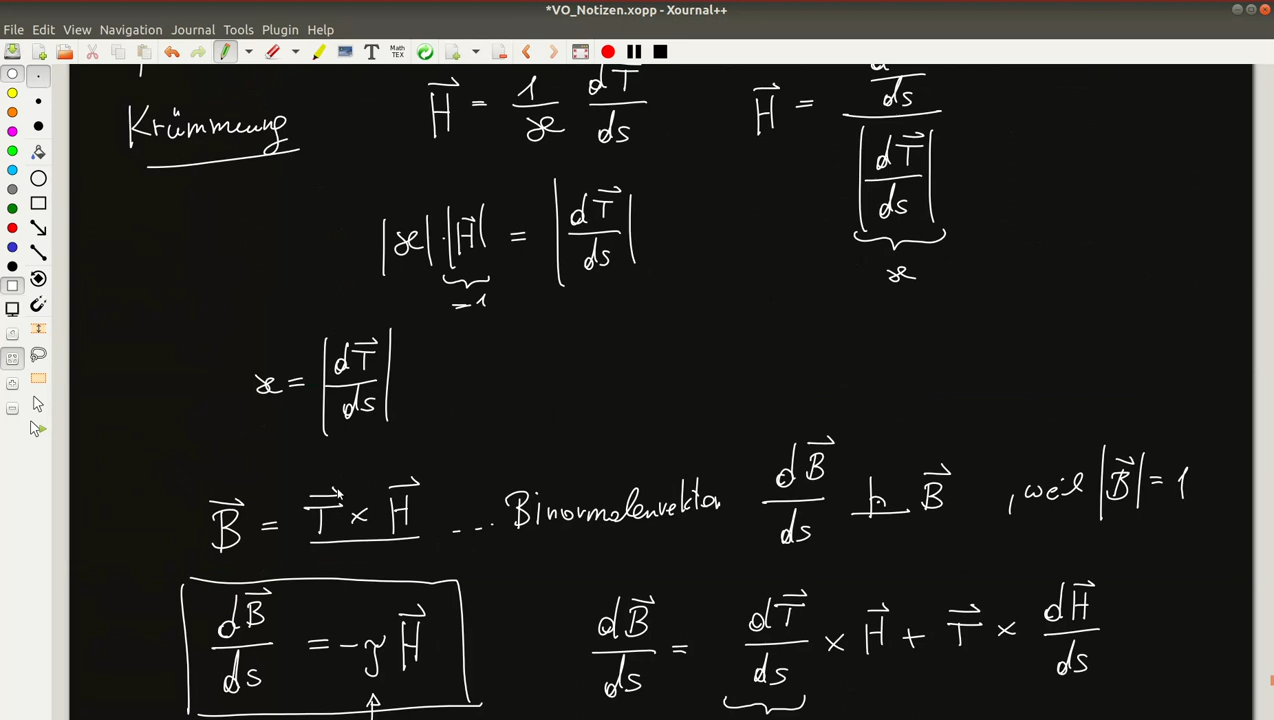 *VO_Notizen.xopp - Xournal++
File Edit View Navigation Journal Tools Plugin Help
Krümmung
H⃗ = 1/ϰ dT⃗/ds
H⃗ = dT⃗/ds / |dT⃗/ds|
ϰ
|ϰ| · |H⃗| = |dT⃗/ds|
= 1
ϰ = |dT⃗/ds|
B⃗ = T⃗ × H⃗ ... Binormalenvektor dB⃗/ds ⊥ B⃗ , weil |B⃗| = 1
dB⃗/ds = -τ H⃗
dB⃗/ds = dT⃗/ds × H⃗ + T⃗ × dH⃗/ds